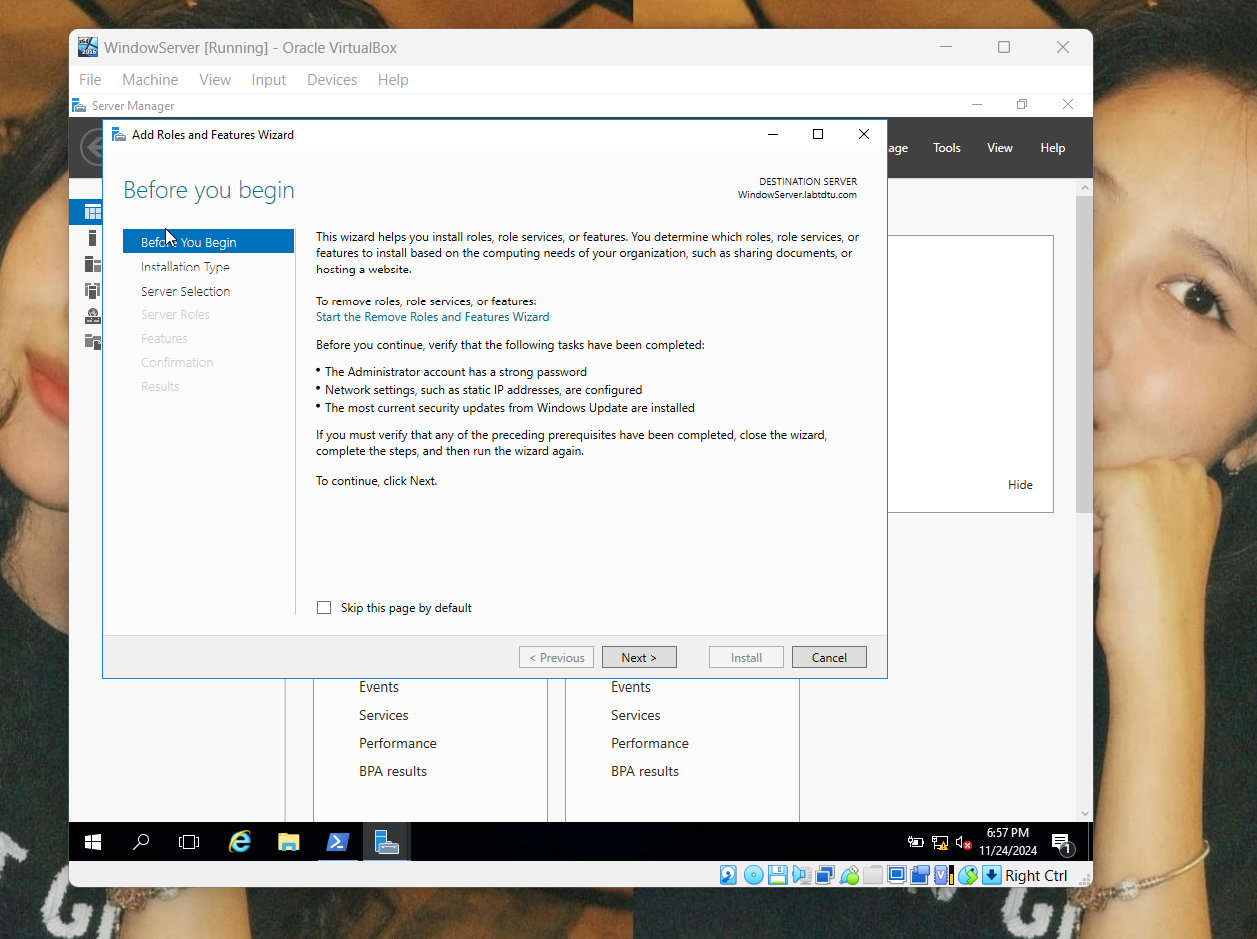 WindowServer [Running] - Oracle VirtualBox
File Machine View Input Devices Help
Server Manager
Add Roles and Features Wizard
age Tools View Help
Before you begin
DESTINATION SERVER
WindowServer.labtdtu.com
Before You Begin
Installation Type
Server Selection
Server Roles
Features
Confirmation
Results
This wizard helps you install roles, role services, or features. You determine which roles, role services, or
features to install based on the computing needs of your organization, such as sharing documents, or
hosting a website.
To remove roles, role services, or features:
Start the Remove Roles and Features Wizard
Before you continue, verify that the following tasks have been completed:
• The Administrator account has a strong password
• Network settings, such as static IP addresses, are configured
• The most current security updates from Windows Update are installed
If you must verify that any of the preceding prerequisites have been completed, close the wizard,
complete the steps, and then run the wizard again.
To continue, click Next.
Hide
Skip this page by default
< Previous Next > Install Cancel
Events
Services
Performance
BPA results
Events
Services
Performance
BPA results
6:57 PM
11/24/2024
1
Right Ctrl